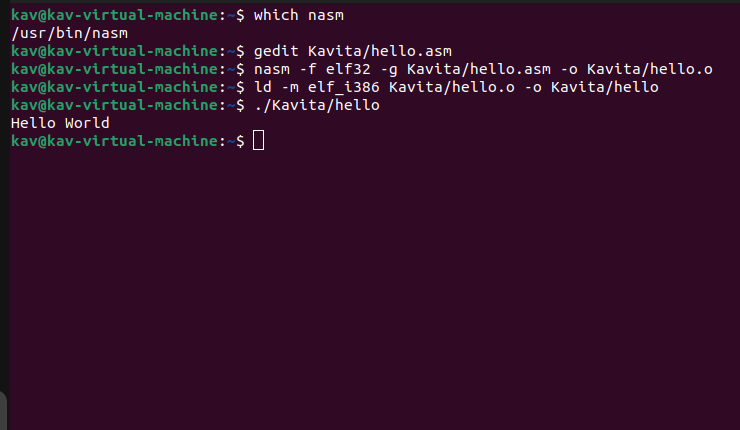 kav@kav-virtual-machine:~$ which nasm
/usr/bin/nasm
kav@kav-virtual-machine:~$ gedit Kavita/hello.asm
kav@kav-virtual-machine:~$ nasm -f elf32 -g Kavita/hello.asm -o Kavita/hello.o
kav@kav-virtual-machine:~$ ld -m elf_i386 Kavita/hello.o -o Kavita/hello
kav@kav-virtual-machine:~$ ./Kavita/hello
Hello World
kav@kav-virtual-machine:~$